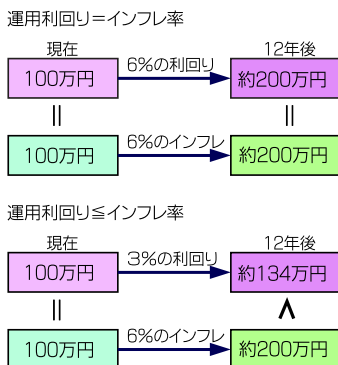 運用利回り＝インフレ率
現在 12年後
100万円 6%の利回り 約200万円
＝ ＝
100万円 6%のインフレ 約200万円
運用利回り≦インフレ率
現在 12年後
100万円 3%の利回り 約134万円
＝ ＜
100万円 6%のインフレ 約200万円